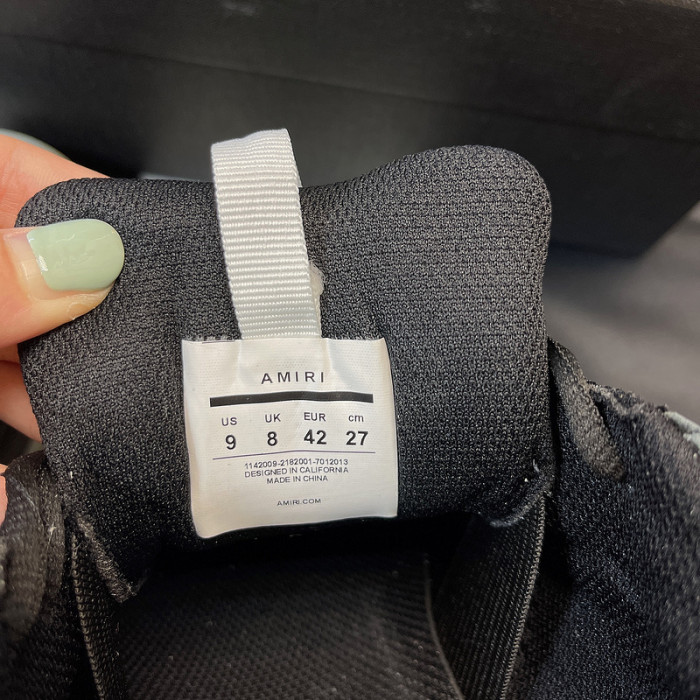 AMIRI
US UK EUR cm
9 8 42 27
1142009-2182001-7012013
DESIGNED IN CALIFORNIA
MADE IN CHINA
AMIRI.COM